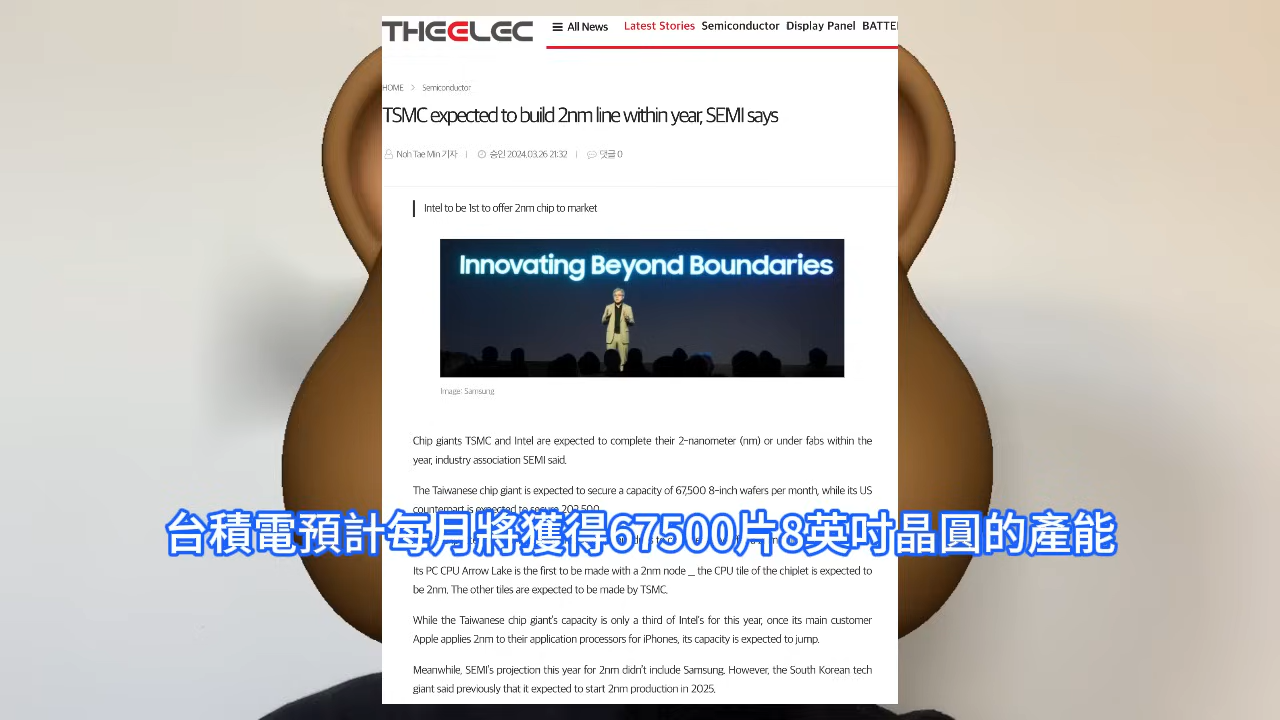 THEELEC
All News Latest Stories Semiconductor Display Panel BATTE
HOME > Semiconductor
TSMC expected to build 2nm line within year, SEMI says
Noh Tae Min 기자 | 승인 2024.03.26 21:32 | 댓글 0
Intel to be 1st to offer 2nm chip to market
Innovating Beyond Boundaries
Image: Samsung
Chip giants TSMC and Intel are expected to complete their 2-nanometer (nm) or under fabs within the
year, industry association SEMI said.
The Taiwanese chip giant is expected to secure a capacity of 67,500 8-inch wafers per month, while its US
counterpart is expected to secure 202,500.
台積電預計每月將獲得67500片8英吋晶圓的產能
Its PC CPU Arrow Lake is the first to be made with a 2nm node _ the CPU tile of the chiplet is expected to
be 2nm. The other tiles are expected to be made by TSMC.
While the Taiwanese chip giant's capacity is only a third of Intel's for this year, once its main customer
Apple applies 2nm to their application processors for iPhones, its capacity is expected to jump.
Meanwhile, SEMI's projection this year for 2nm didn't include Samsung. However, the South Korean tech
giant said previously that it expected to start 2nm production in 2025.